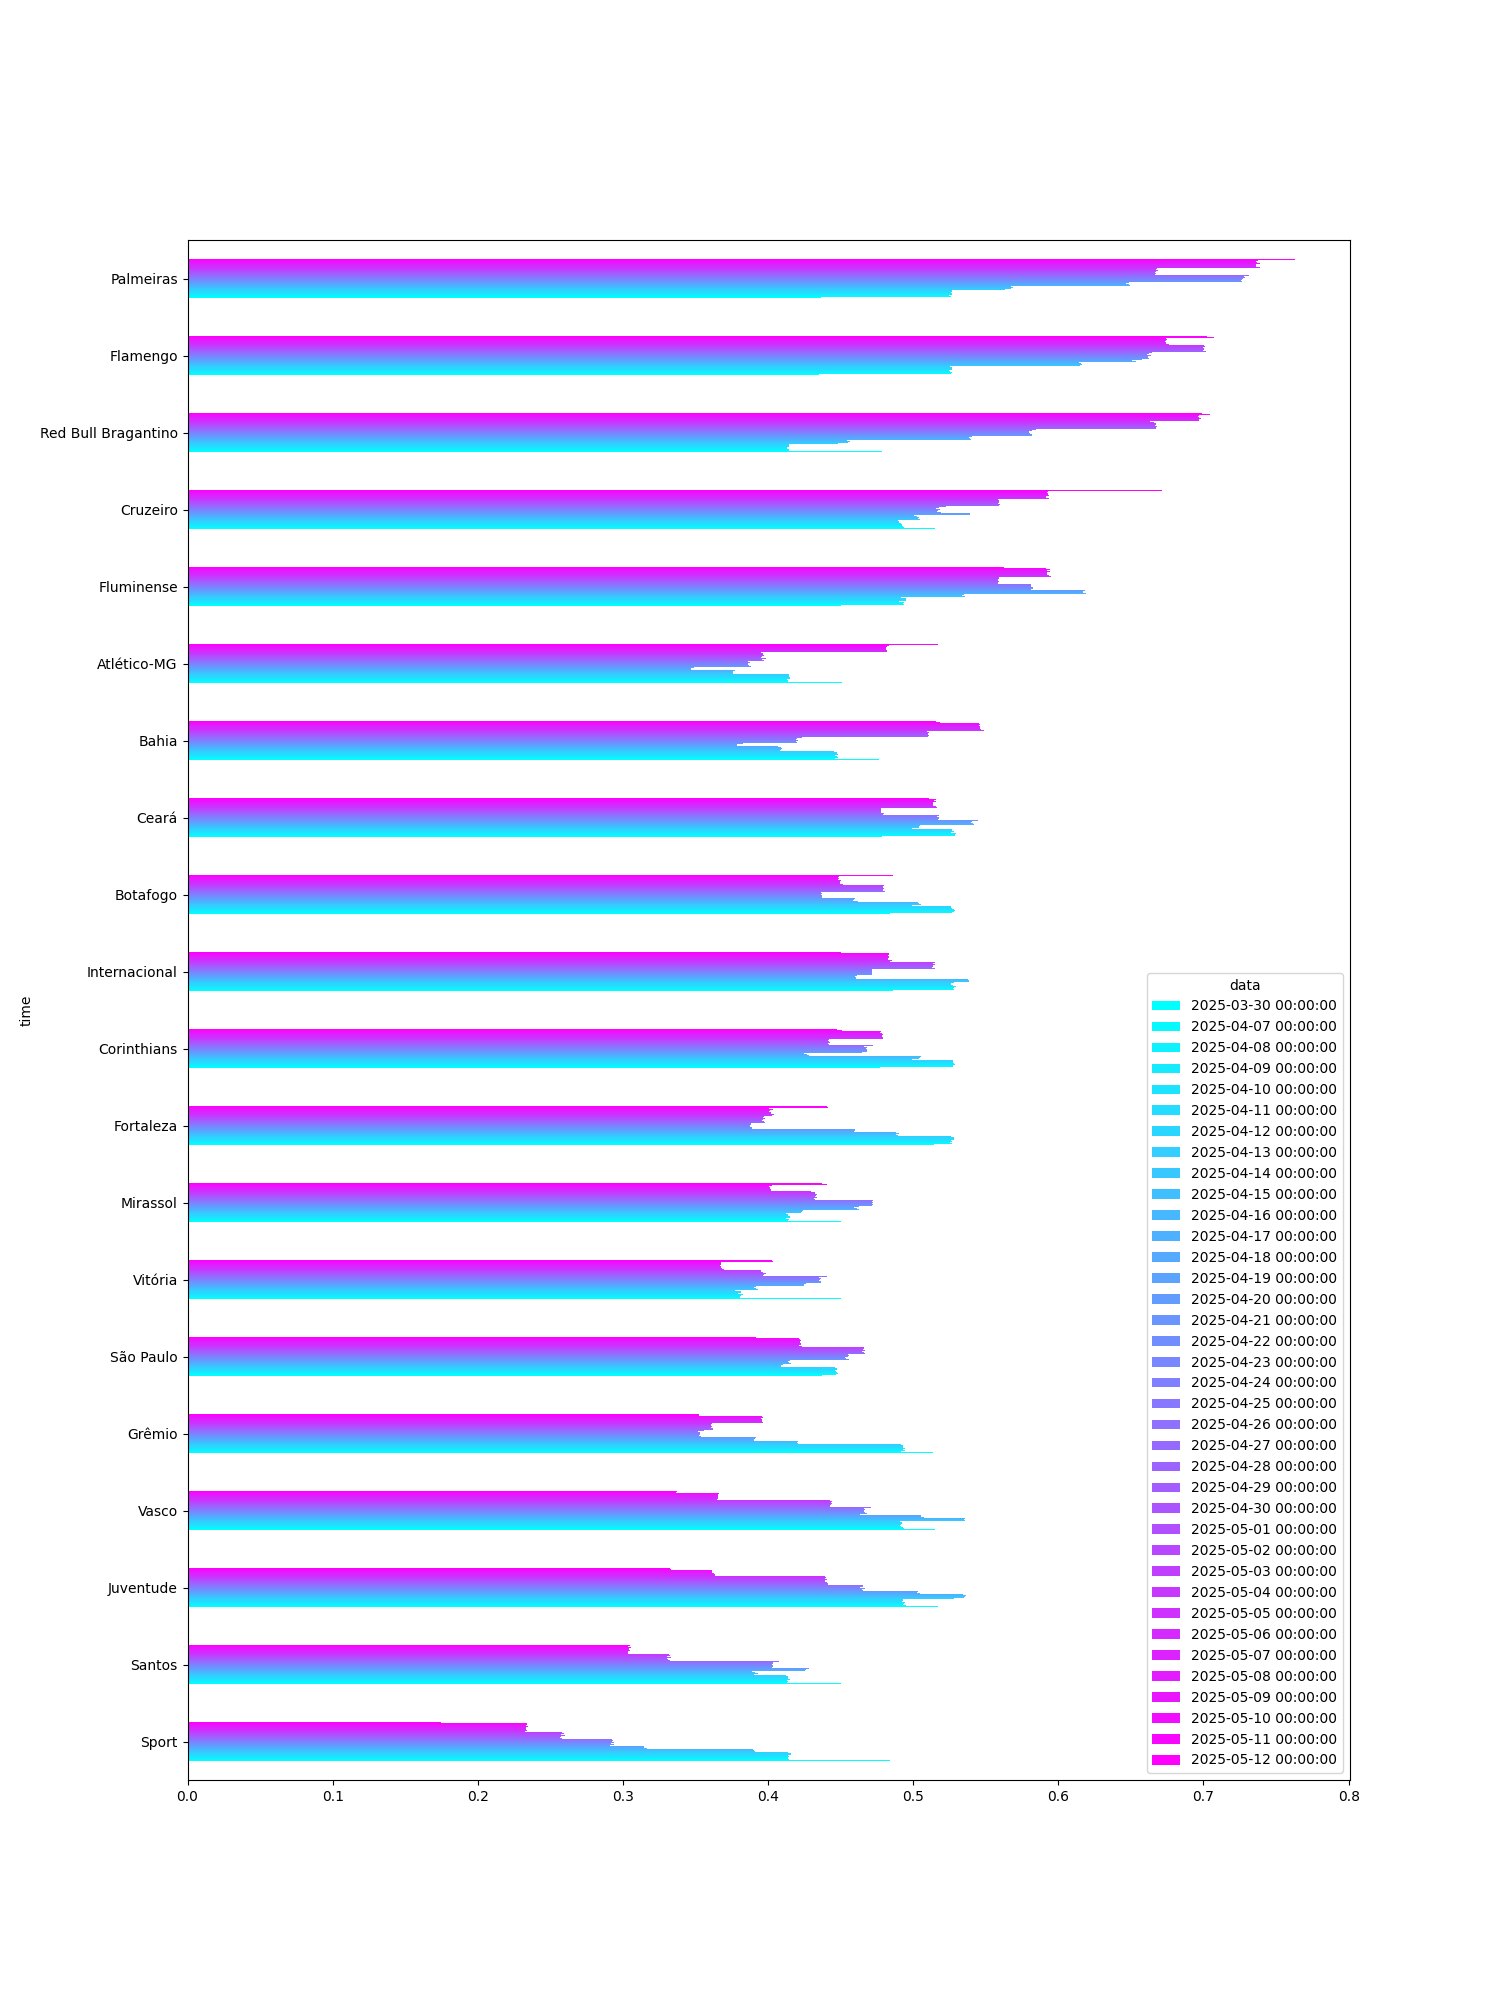 Palmeiras
Flamengo
Red Bull Bragantino
Cruzeiro
Fluminense
Atlético-MG
Bahia
Ceará
Botafogo
Internacional
Corinthians
Fortaleza
Mirassol
Vitória
São Paulo
Grêmio
Vasco
Juventude
Santos
Sport
time
0.0 0.1 0.2 0.3 0.4 0.5 0.6 0.7 0.8
data
2025-03-30 00:00:00
2025-04-07 00:00:00
2025-04-08 00:00:00
2025-04-09 00:00:00
2025-04-10 00:00:00
2025-04-11 00:00:00
2025-04-12 00:00:00
2025-04-13 00:00:00
2025-04-14 00:00:00
2025-04-15 00:00:00
2025-04-16 00:00:00
2025-04-17 00:00:00
2025-04-18 00:00:00
2025-04-19 00:00:00
2025-04-20 00:00:00
2025-04-21 00:00:00
2025-04-22 00:00:00
2025-04-23 00:00:00
2025-04-24 00:00:00
2025-04-25 00:00:00
2025-04-26 00:00:00
2025-04-27 00:00:00
2025-04-28 00:00:00
2025-04-29 00:00:00
2025-04-30 00:00:00
2025-05-01 00:00:00
2025-05-02 00:00:00
2025-05-03 00:00:00
2025-05-04 00:00:00
2025-05-05 00:00:00
2025-05-06 00:00:00
2025-05-07 00:00:00
2025-05-08 00:00:00
2025-05-09 00:00:00
2025-05-10 00:00:00
2025-05-11 00:00:00
2025-05-12 00:00:00